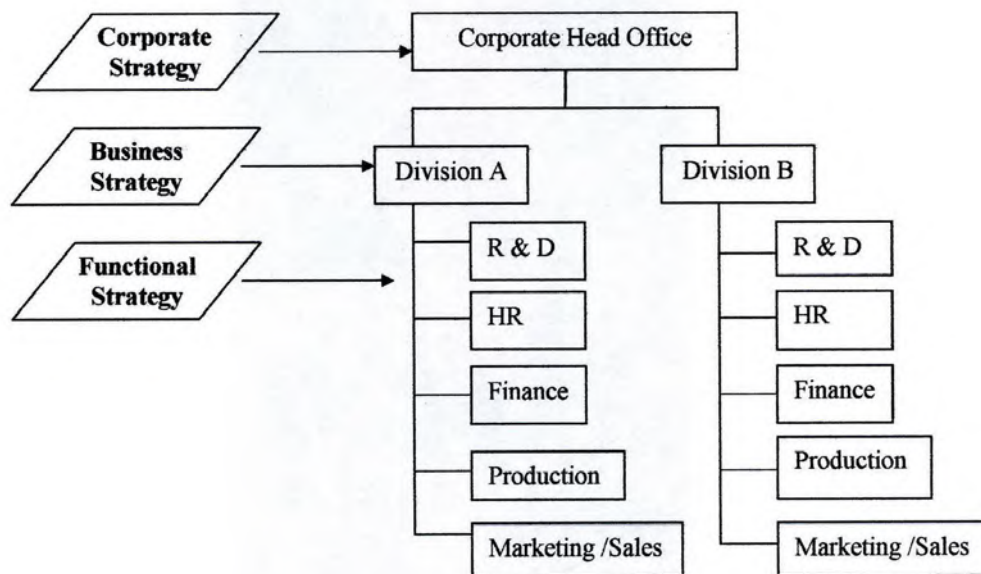 Corporate
Strategy
Corporate Head Office
Business
Strategy
Division A
Division B
Functional
Strategy
R & D
HR
Finance
Production
Marketing /Sales
R & D
HR
Finance
Production
Marketing /Sales